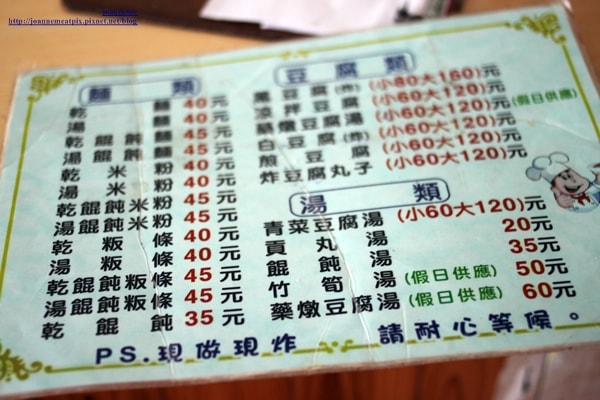 http://joannemeatpix.pixnet.net/blog
麵類
乾麵 40元
湯麵 40元
乾餛飩麵 45元
湯餛飩麵 45元
乾米粉 40元
湯米粉 40元
乾餛飩米粉 45元
湯餛飩米粉 45元
乾粄條 40元
湯粄條 40元
乾餛飩粄條 45元
湯餛飩粄條 45元
乾餛飩 35元
豆腐類
豆腐(炸) (小80大160)元
涼拌豆腐 (小60大120)元
藥燉豆腐湯 (小60大120)元 (假日供應)
白豆腐(炸) (小60大120)元
煎豆腐 (小60大120)元
炸豆腐丸子 (小60大120)元
湯類
青菜豆腐湯 (小60大120)元
貢丸湯 20元
餛飩湯 35元
竹筍湯 (假日供應) 50元
藥燉豆腐湯 (假日供應) 60元
PS.現做現炸 請耐心等候。